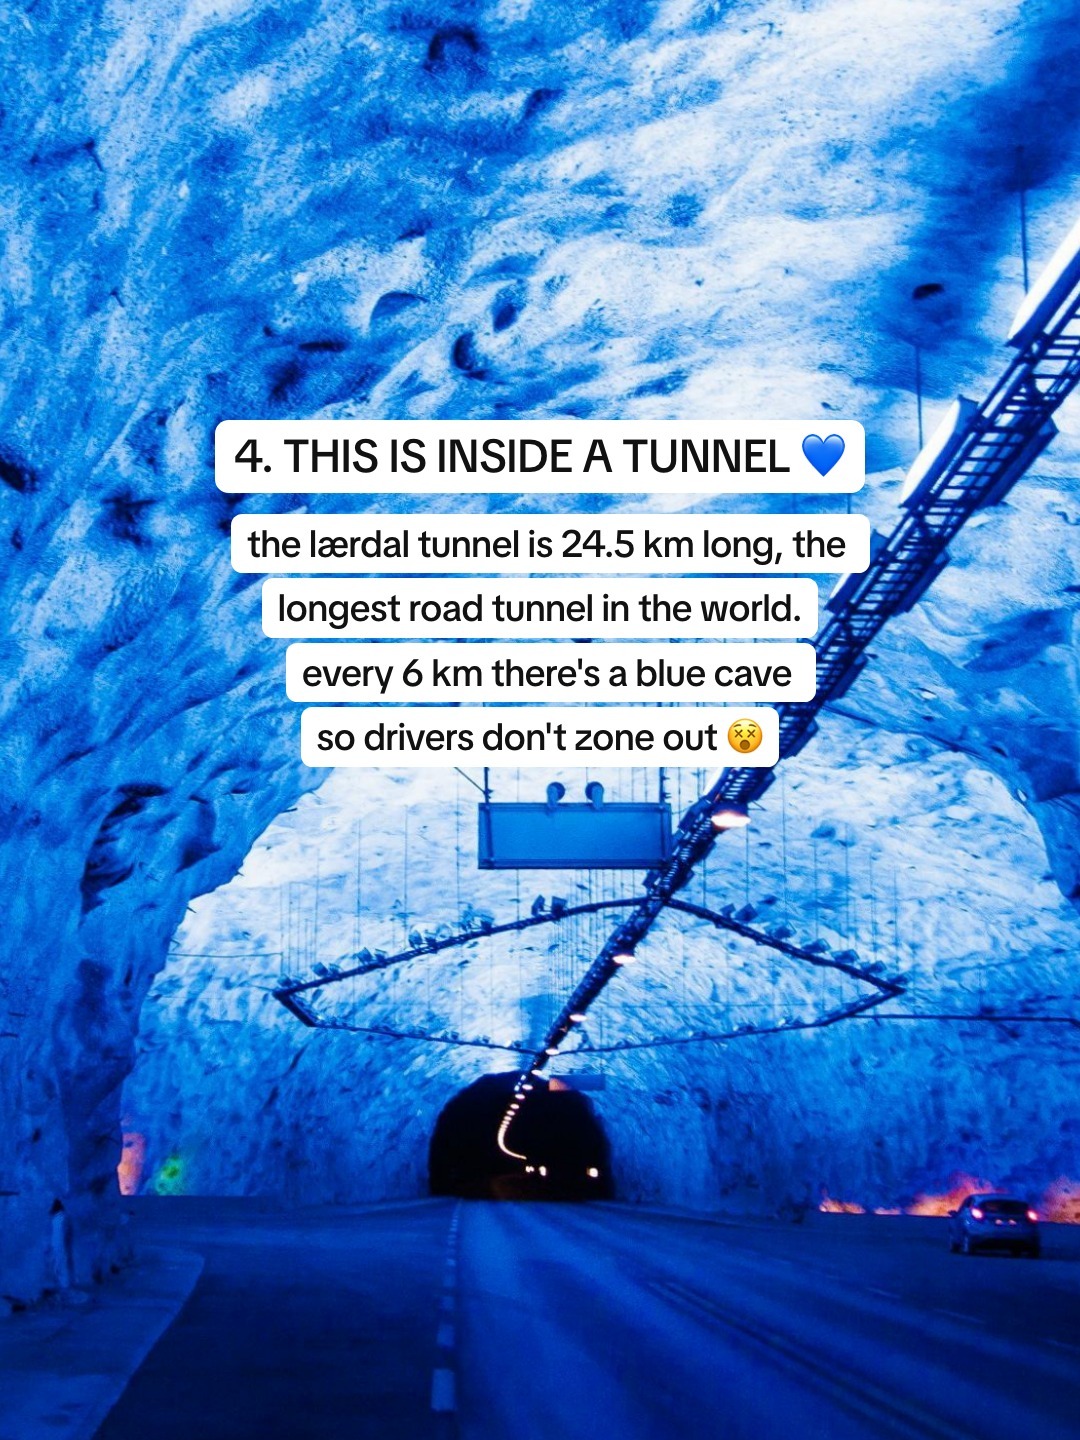 4. THIS IS INSIDE A TUNNEL 💙
the lærdal tunnel is 24.5 km long, the
longest road tunnel in the world.
every 6 km there's a blue cave
so drivers don't zone out 😵